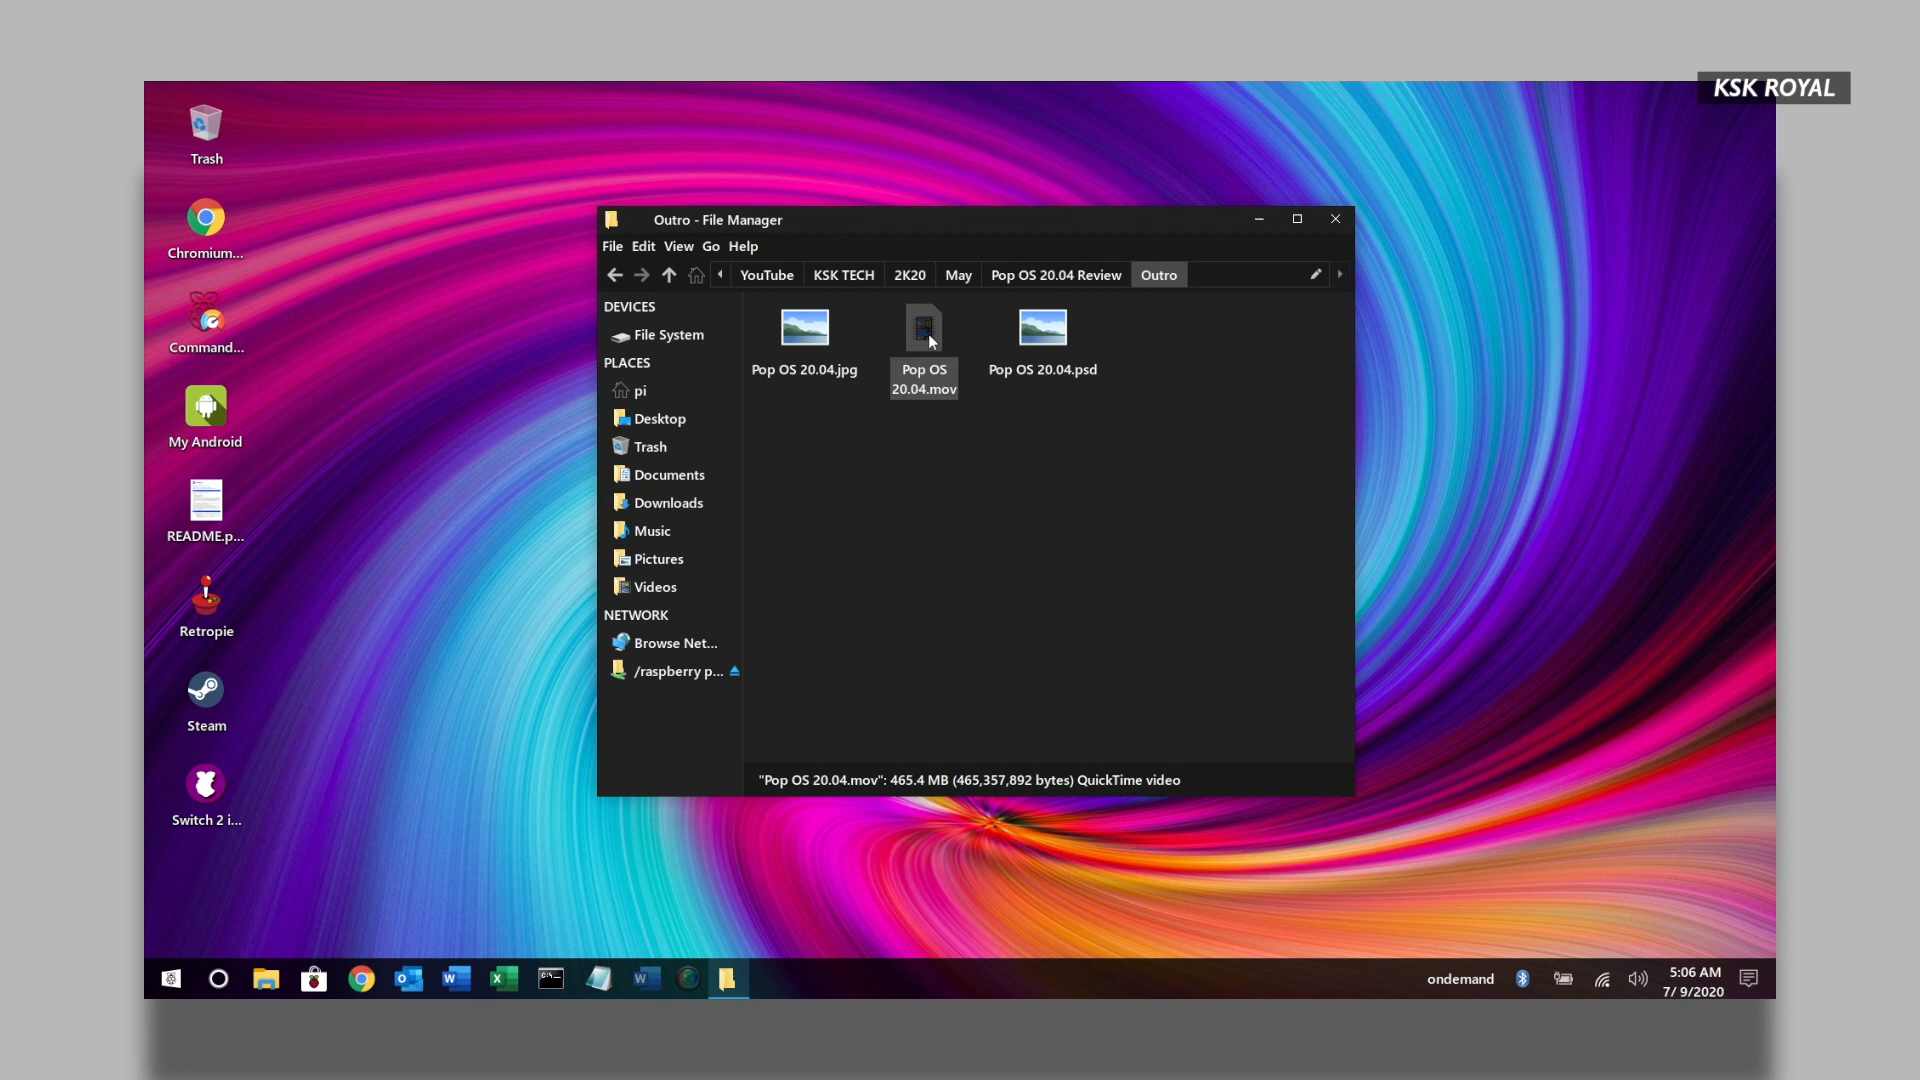 KSK ROYAL
Trash
Chromium...
Command...
My Android
README.p...
Retropie
Steam
Switch 2 i...
Outro - File Manager
File Edit View Go Help
YouTube KSK TECH 2K20 May Pop OS 20.04 Review Outro
DEVICES
File System
PLACES
pi
Desktop
Trash
Documents
Downloads
Music
Pictures
Videos
NETWORK
Browse Net...
/raspberry p...
Pop OS 20.04.jpg
Pop OS
20.04.mov
Pop OS 20.04.psd
"Pop OS 20.04.mov": 465.4 MB (465,357,892 bytes) QuickTime video
ondemand
5:06 AM
7/ 9/2020